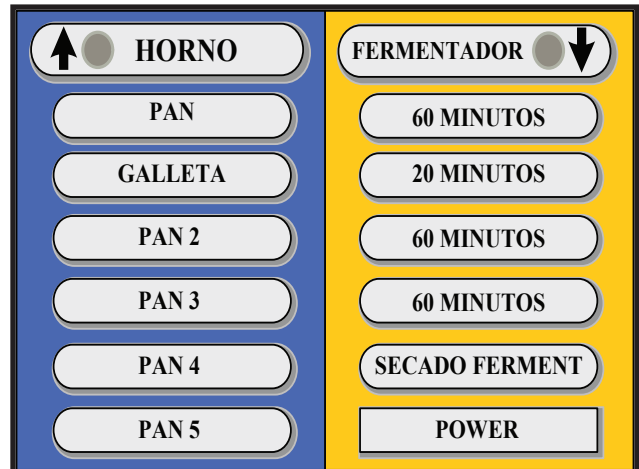 HORNO
PAN
GALLETA
PAN 2
PAN 3
PAN 4
PAN 5
FERMENTADOR
60 MINUTOS
20 MINUTOS
60 MINUTOS
60 MINUTOS
SECADO FERMENT
POWER